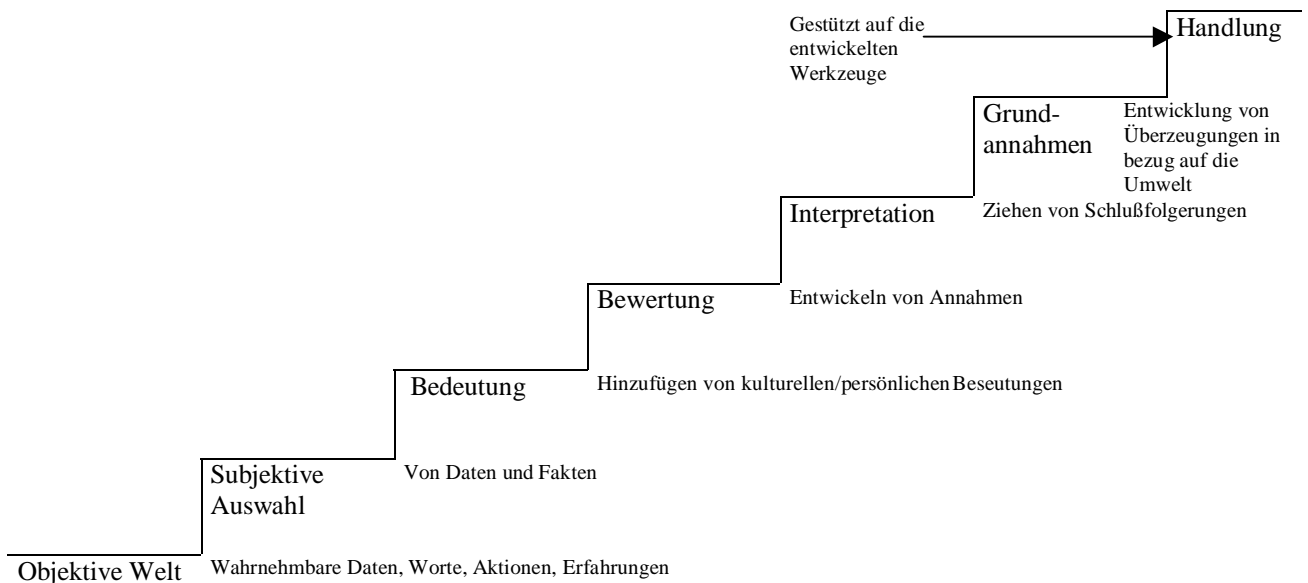 Gestützt auf die
entwickelten
Werkzeuge
Handlung
Grund-
annahmen
Entwicklung von
Überzeugungen in
bezug auf die
Umwelt
Interpretation
Ziehen von Schlußfolgerungen
Bewertung
Entwickeln von Annahmen
Bedeutung
Hinzufügen von kulturellen/persönlichen Beseutungen
Subjektive
Auswahl
Von Daten und Fakten
Objektive Welt
Wahrnehmbare Daten, Worte, Aktionen, Erfahrungen